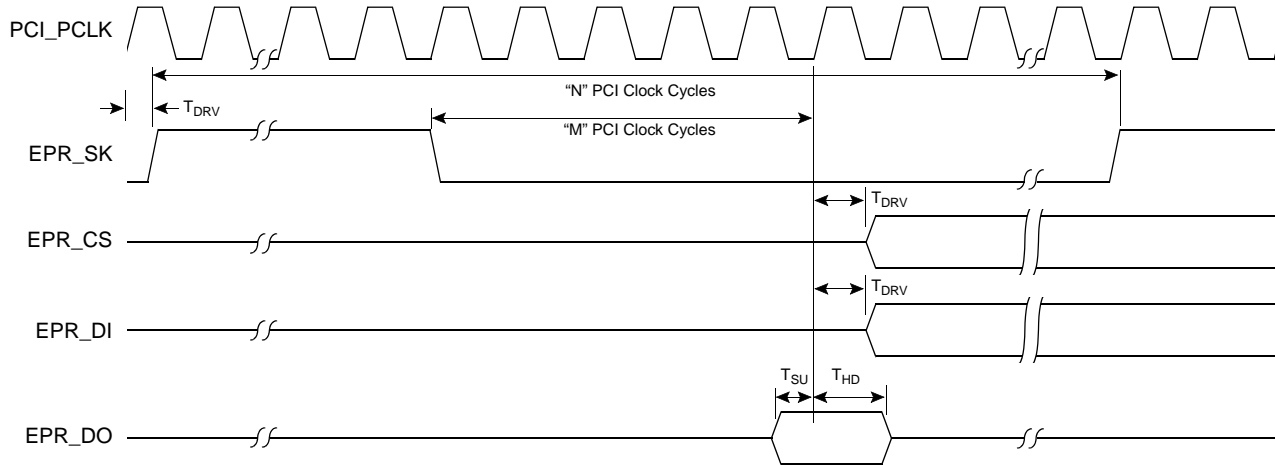 PCI_PCLK
“N” PCI Clock Cycles
TDRV
“M” PCI Clock Cycles
EPR_SK
TDRV
EPR_CS
TDRV
EPR_DI
TSU THD
EPR_DO